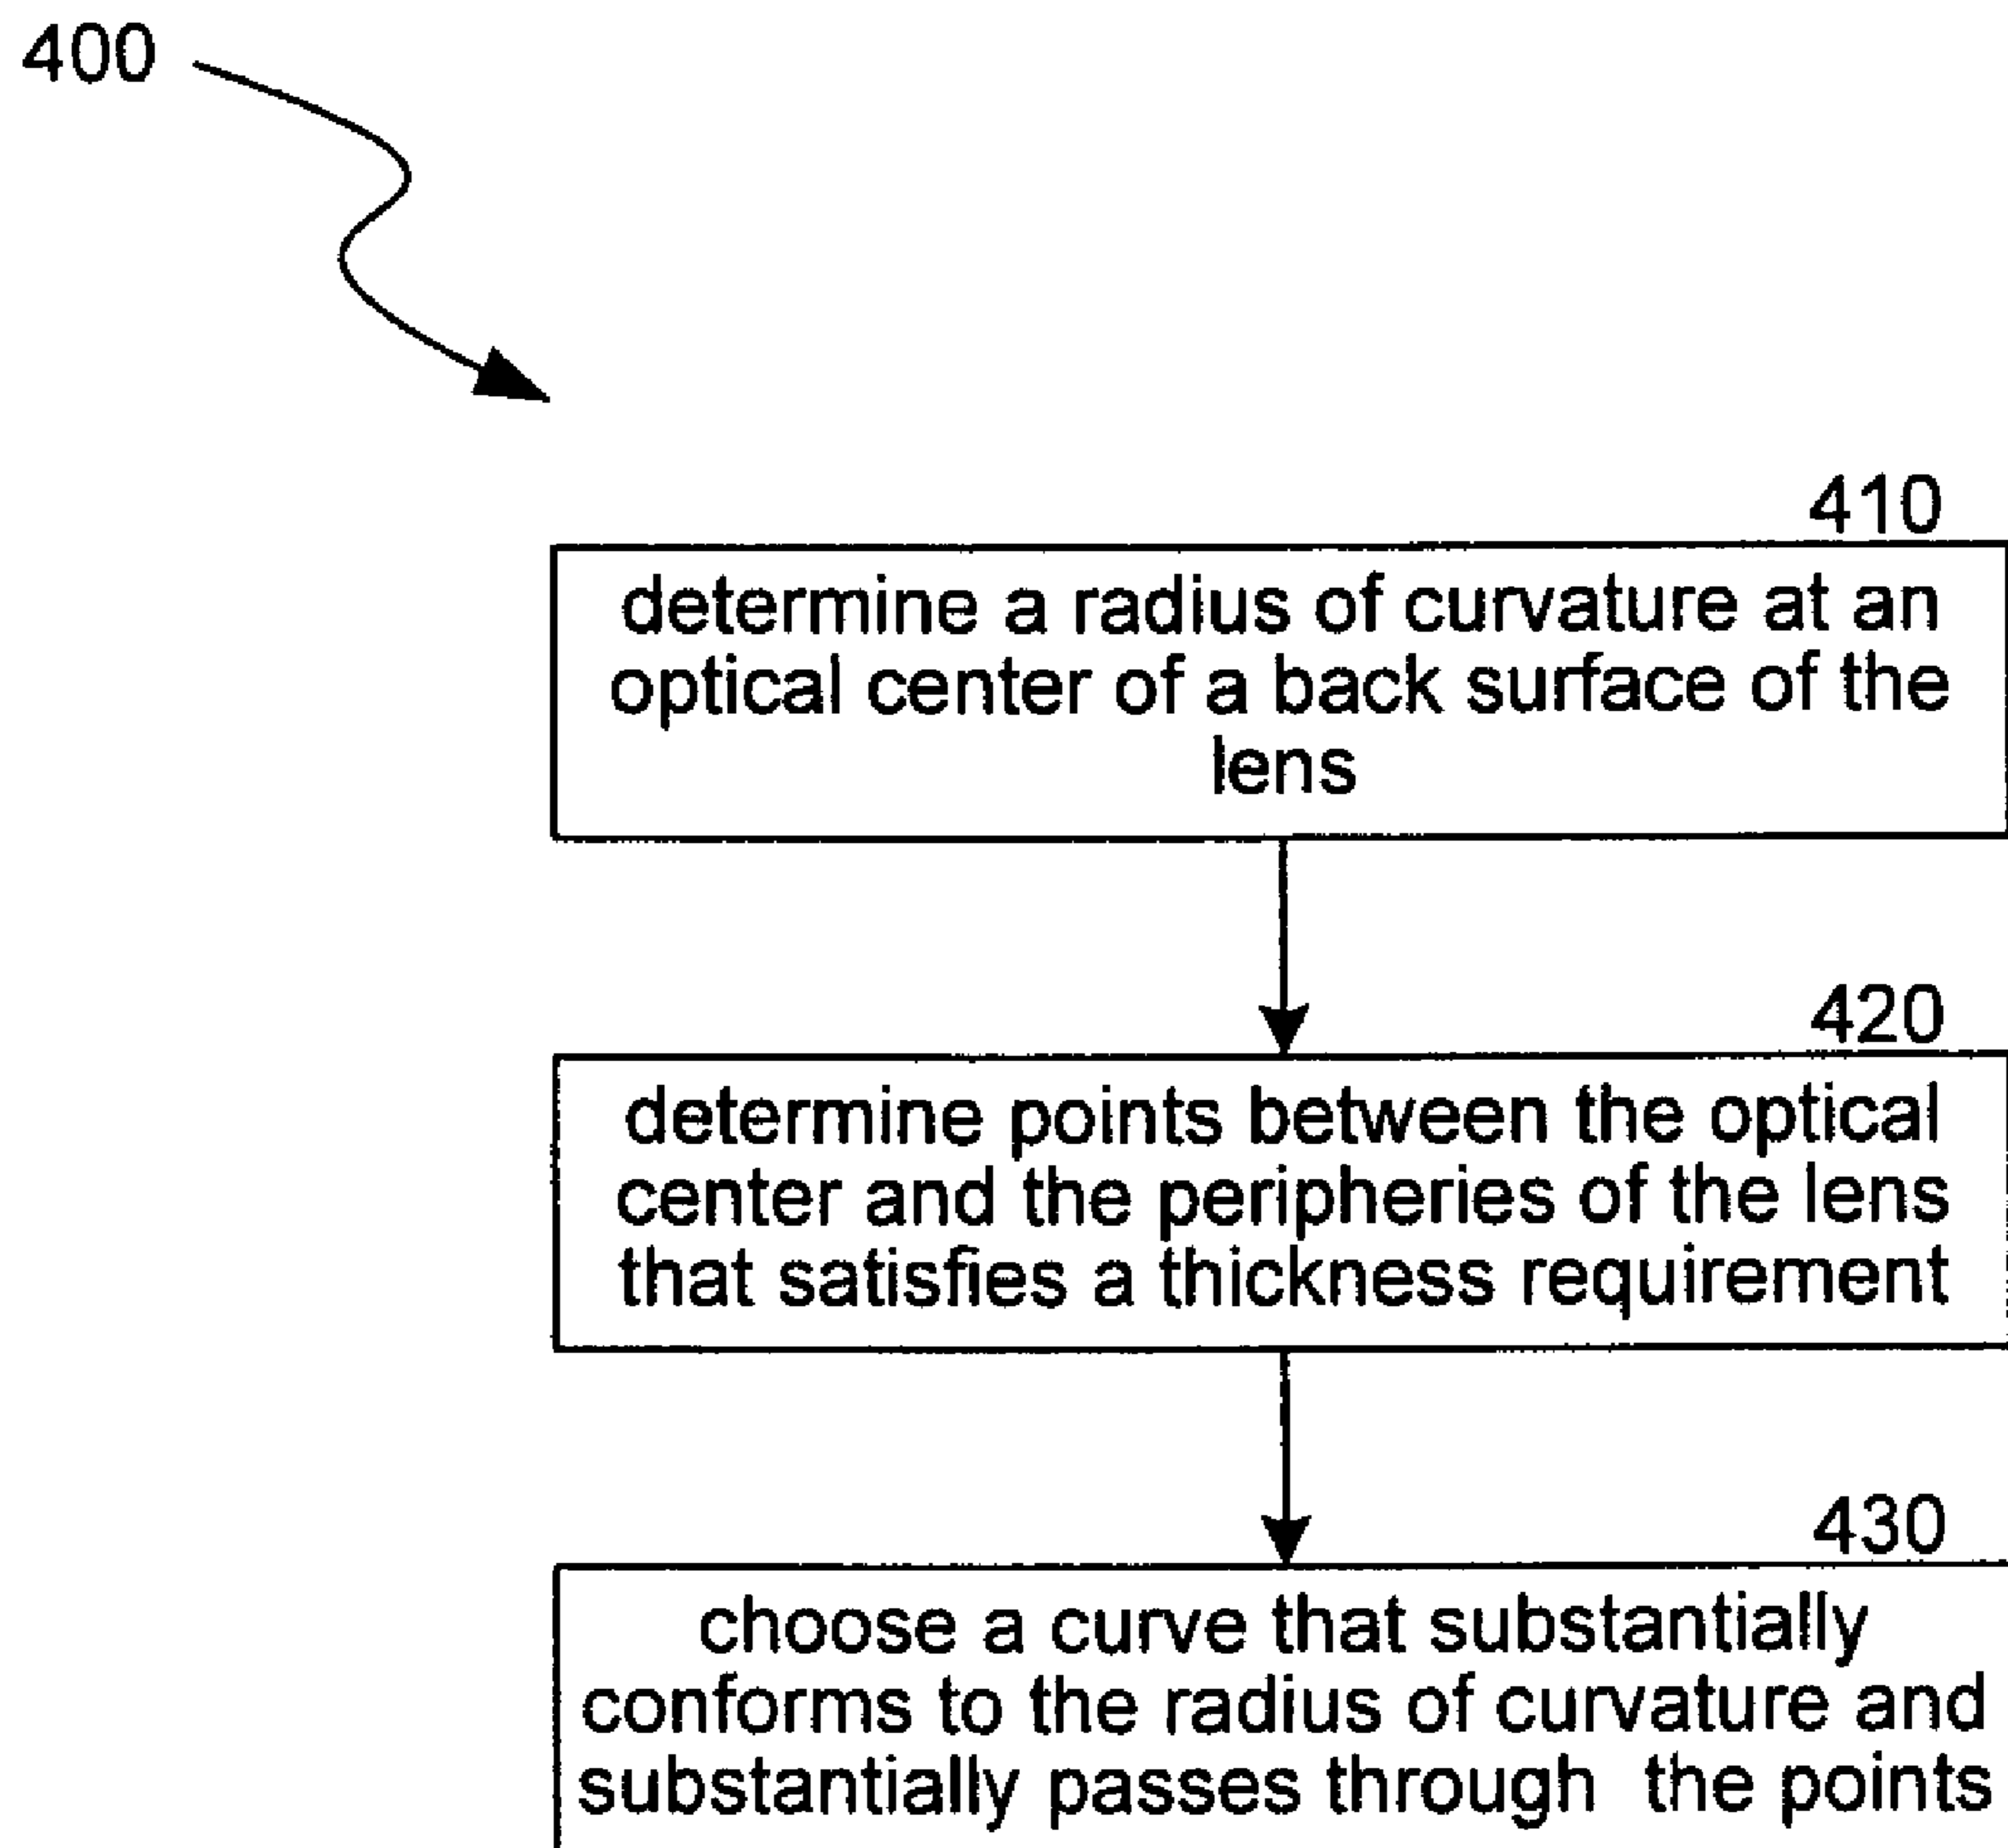 400
410
determine a radius of curvature at an
optical center of a back surface of the
lens
420
determine points between the optical
center and the peripheries of the lens
that satisfies a thickness requirement
430
choose a curve that substantially
conforms to the radius of curvature and
substantially passes through the points